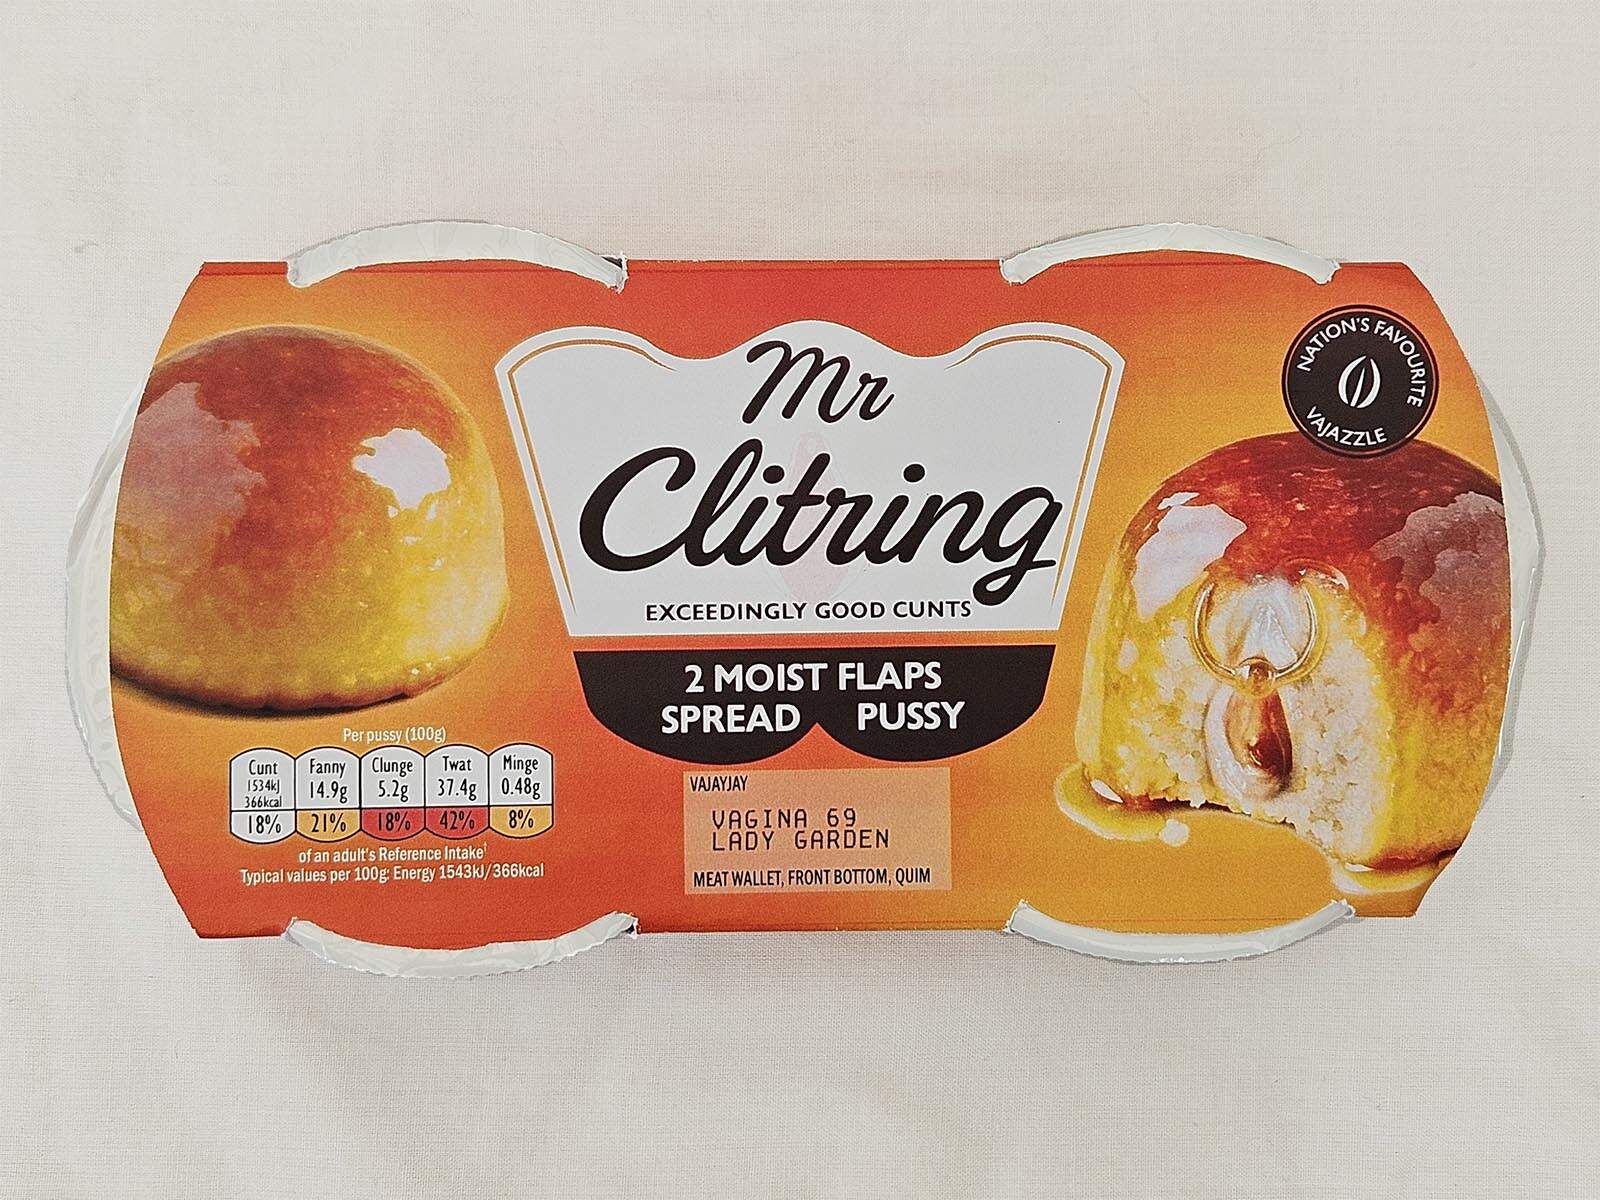 Mr
Clitring
EXCEEDINGLY GOOD CUNTS
2 MOIST FLAPS
SPREAD PUSSY
NATION'S FAVOURITE
VAJAZZLE
Per pussy (100g)
Cunt Fanny Clunge Twat Minge
1534kJ
366kcal 14.9g 5.2g 37.4g 0.48g
18% 21% 18% 42% 8%
of an adult's Reference Intake†
Typical values per 100g: Energy 1543kJ/366kcal
VAJAYJAY
VAGINA 69
LADY GARDEN
MEAT WALLET, FRONT BOTTOM, QUIM